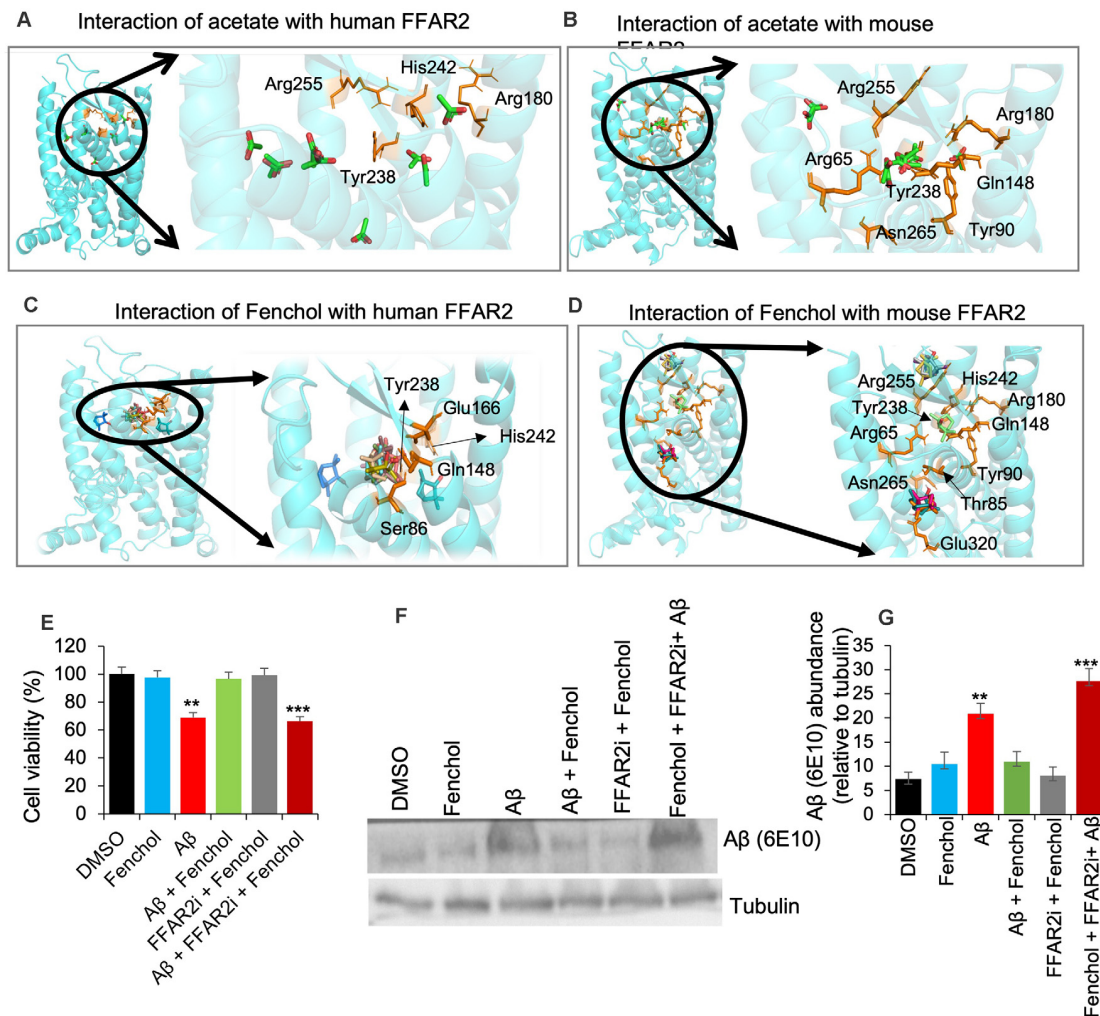 A
Interaction of acetate with human FFAR2
Arg255
His242
Arg180
Tyr238
B
Interaction of acetate with mouse
FFAR2
Arg255
Arg180
Arg65
Tyr238
Gln148
Asn265
Tyr90
C
Interaction of Fenchol with human FFAR2
Tyr238
Glu166
His242
Gln148
Ser86
D
Interaction of Fenchol with mouse FFAR2
Arg255
His242
Tyr238
Arg180
Arg65
Gln148
Asn265
Tyr90
Thr85
Glu320
E
Cell viability (%)
120
100
80
60
40
20
0
**
***
DMSO
Fenchol
Aβ
Aβ + Fenchol
FFAR2i + Fenchol
Aβ + FFAR2i + Fenchol
F
DMSO
Fenchol
Aβ
Aβ + Fenchol
FFAR2i + Fenchol
Fenchol + FFAR2i+ Aβ
Aβ (6E10)
Tubulin
G
Aβ (6E10) abundance
(relative to tubulin)
35
30
25
20
15
10
5
0
**
***
DMSO
Fenchol
Aβ
Aβ + Fenchol
FFAR2i + Fenchol
Fenchol + FFAR2i+ Aβ